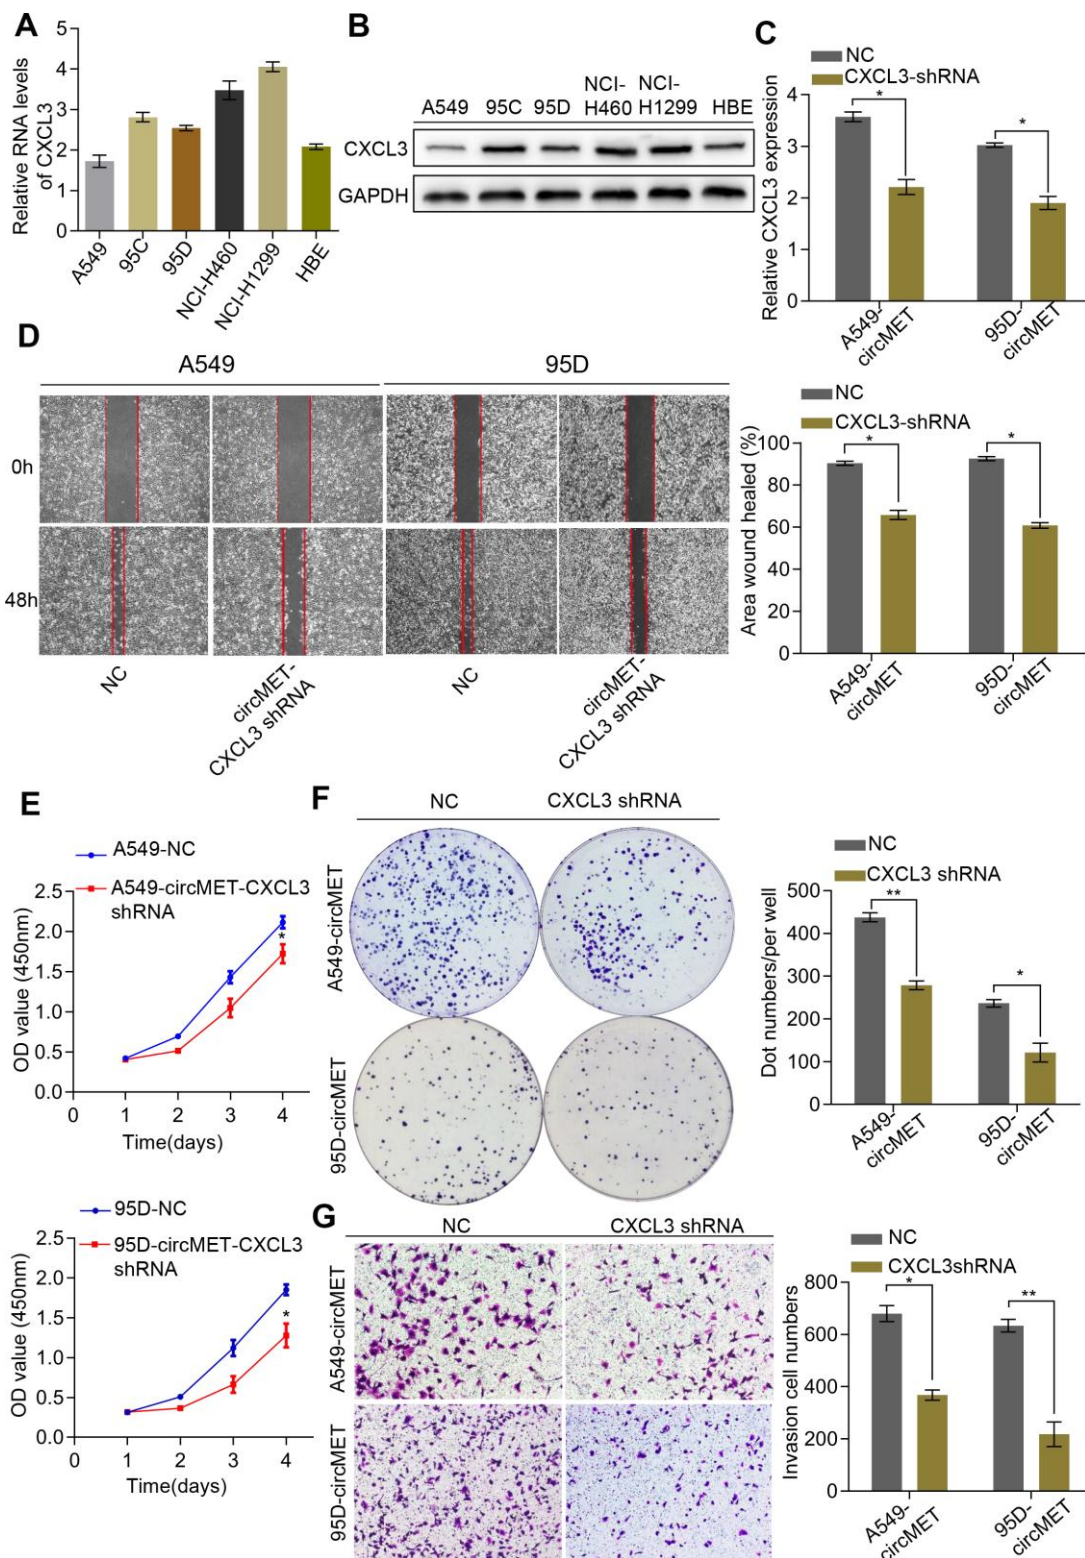 A
Relative RNA levels
of CXCL3
5
4
3
2
1
0
A549
95C
95D
NCI-H460
NCI-H1299
HBE
B
A549 95C 95D NCI-
H460 NCI-
H1299 HBE
CXCL3
GAPDH
C
NC
CXCL3-shRNA
Relative CXCL3 expression
4
3
2
1
0
*
*
A549-
circMET
95D-
circMET
D
A549
95D
0h
48h
NC
circMET-
CXCL3 shRNA
NC
circMET-
CXCL3 shRNA
NC
CXCL3-shRNA
Area wound healed (%)
100
80
60
40
20
0
*
*
A549-
circMET
95D-
circMET
E
A549-NC
A549-circMET-CXCL3
shRNA
OD value (450nm)
2.5
2.0
1.5
1.0
0.5
0.0
*
0 1 2 3 4
Time(days)
95D-NC
95D-circMET-CXCL3
shRNA
OD value (450nm)
2.5
2.0
1.5
1.0
0.5
0.0
*
0 1 2 3 4
Time(days)
F
NC
CXCL3 shRNA
A549-circMET
95D-circMET
NC
CXCL3 shRNA
Dot numbers/per well
500
400
300
200
100
0
**
*
A549-
circMET
95D-
circMET
G
NC
CXCL3 shRNA
A549-circMET
95D-circMET
NC
CXCL3shRNA
Invasion cell numbers
800
600
400
200
0
*
**
A549-
circMET
95D-
circMET